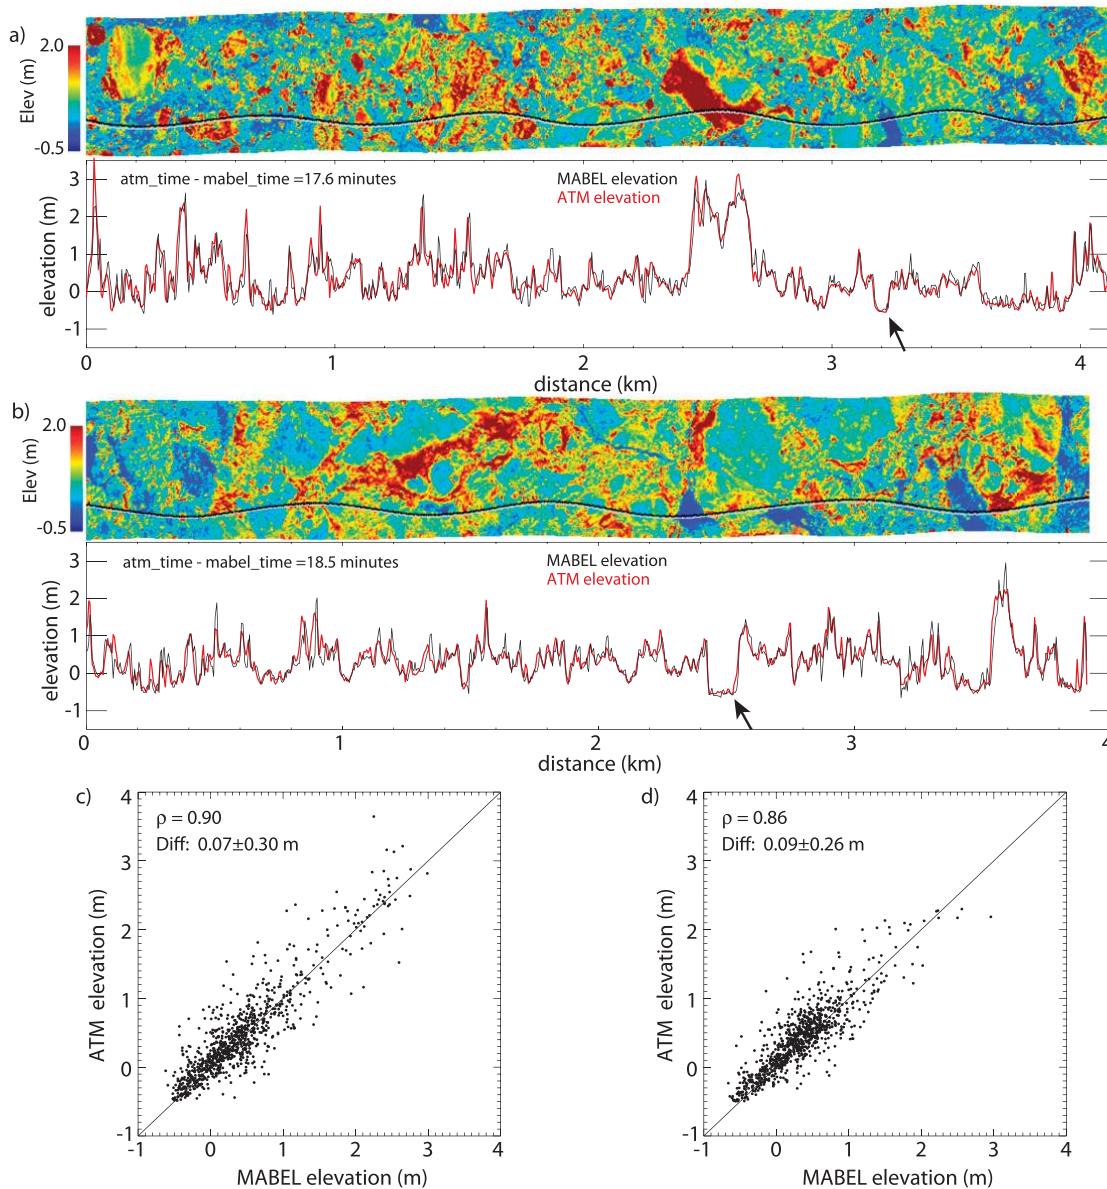 a)
2.0
Elev (m)
-0.5
atm_time - mabel_time =17.6 minutes
MABEL elevation
ATM elevation
3
2
1
0
-1
elevation (m)
0 1 2 3 4
distance (km)
b)
2.0
Elev (m)
-0.5
atm_time - mabel_time =18.5 minutes
MABEL elevation
ATM elevation
3
2
1
0
-1
elevation (m)
0 1 2 3 4
distance (km)
c)
ρ = 0.90
Diff: 0.07±0.30 m
4
3
2
1
0
-1
ATM elevation (m)
-1 0 1 2 3 4
MABEL elevation (m)
d)
ρ = 0.86
Diff: 0.09±0.26 m
4
3
2
1
0
-1
ATM elevation (m)
-1 0 1 2 3 4
MABEL elevation (m)